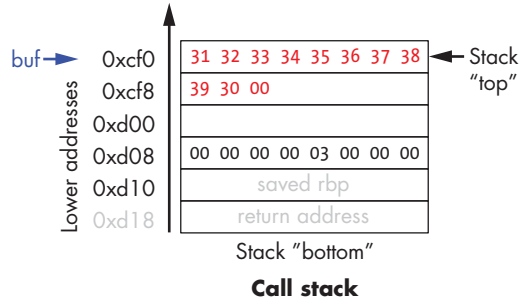 buf 0xcf0 31 32 33 34 35 36 37 38 Stack "top"
0xcf8 39 30 00
0xd00
0xd08 00 00 00 00 03 00 00 00
0xd10 saved rbp
0xd18 return address
Lower addresses
Stack "bottom"
Call stack